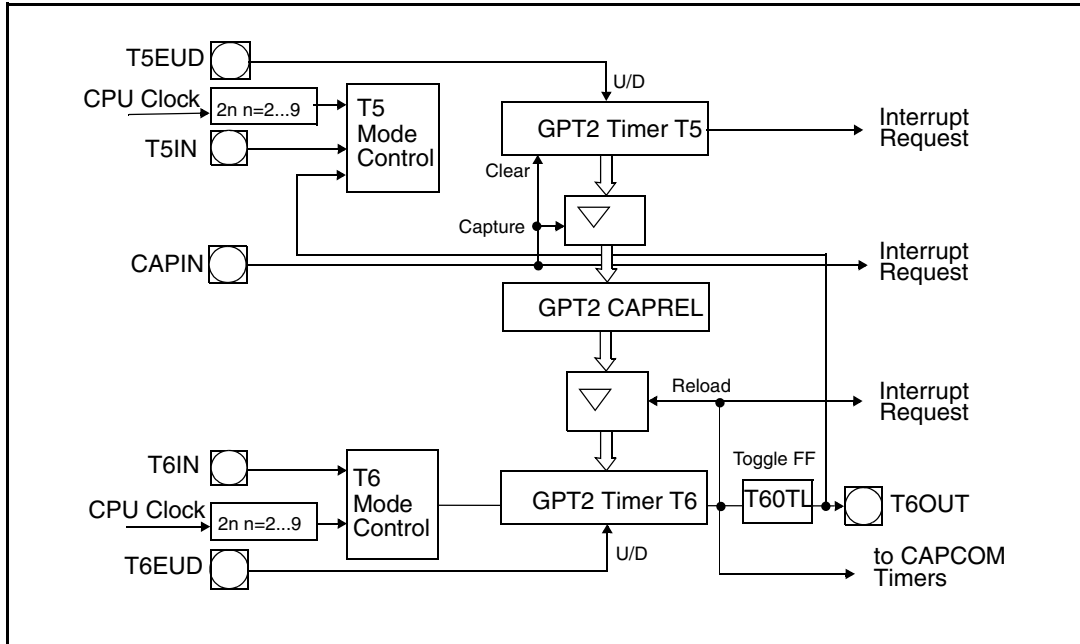 T5EUD
U/D
CPU Clock
2n n=2...9
T5
Mode
Control
GPT2 Timer T5
Interrupt
Request
T5IN
Clear
Capture
CAPIN
Interrupt
Request
GPT2 CAPREL
Reload
Interrupt
Request
T6IN
T6
Mode
Control
Toggle FF
GPT2 Timer T6
T60TL
T6OUT
CPU Clock
2n n=2...9
U/D
T6EUD
to CAPCOM
Timers